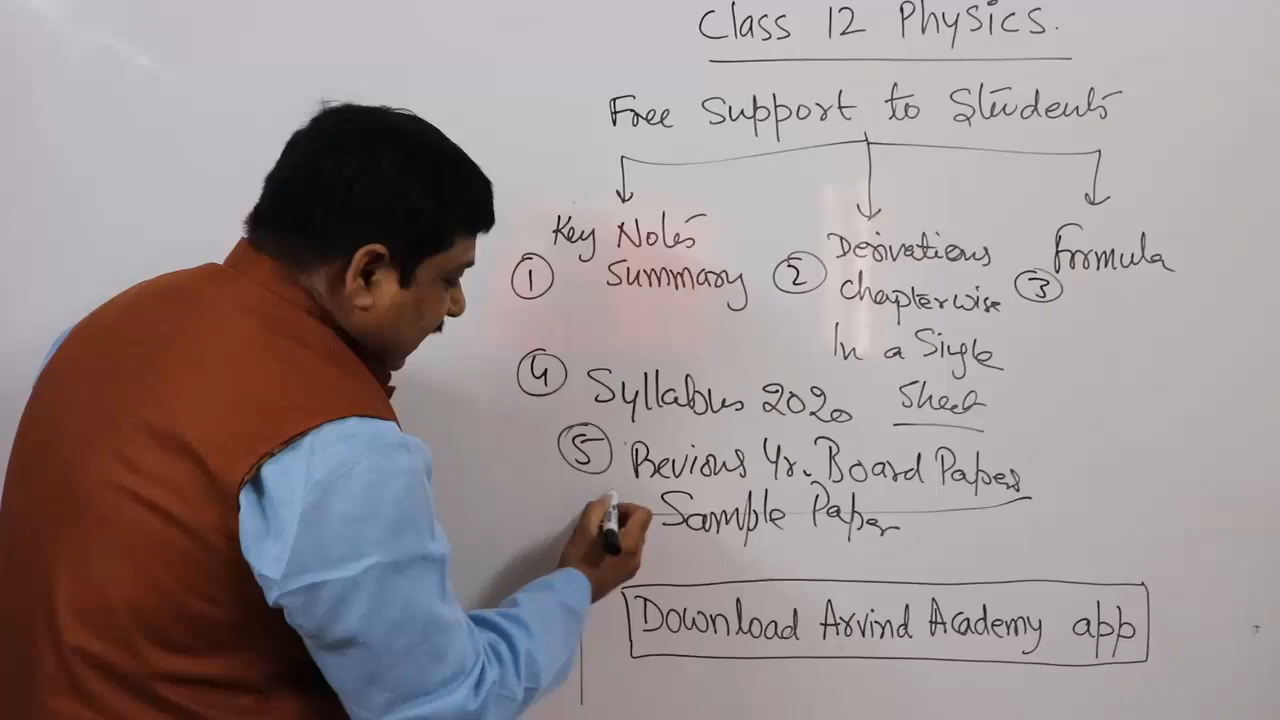 Class 12 Physics.
Free Support to Students
Key Notes
① Summary
② Derivations
Chapterwise
In a Single
Sheet
③ Formula
④ Syllabus 2020
⑤ Previous Yr. Board Papers
Sample Paper
Download Arvind Academy app